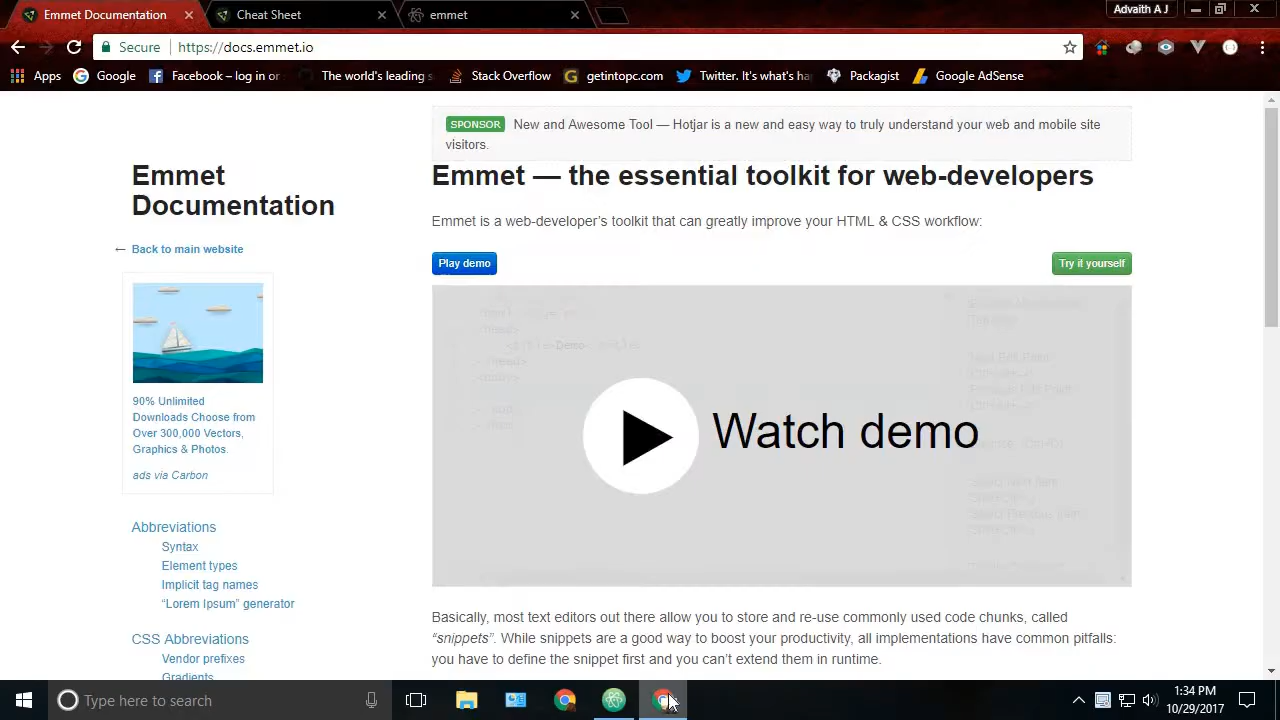 Emmet Documentation
Cheat Sheet
emmet
Advaith A J
Secure
https://docs.emmet.io
Apps
Google
Facebook – log in or
The world's leading
Stack Overflow
getintopc.com
Twitter. It's what's ha
Packagist
Google AdSense
SPONSOR New and Awesome Tool — Hotjar is a new and easy way to truly understand your web and mobile site
visitors.
Emmet
Documentation
← Back to main website
90% Unlimited
Downloads Choose from
Over 300,000 Vectors,
Graphics & Photos.
ads via Carbon
Abbreviations
Syntax
Element types
Implicit tag names
“Lorem Ipsum” generator
CSS Abbreviations
Vendor prefixes
Gradients
Emmet — the essential toolkit for web-developers
Emmet is a web-developer’s toolkit that can greatly improve your HTML & CSS workflow:
Play demo
Try it yourself
Watch demo
Basically, most text editors out there allow you to store and re-use commonly used code chunks, called
“snippets”. While snippets are a good way to boost your productivity, all implementations have common pitfalls:
you have to define the snippet first and you can’t extend them in runtime.
Type here to search
1:34 PM
10/29/2017